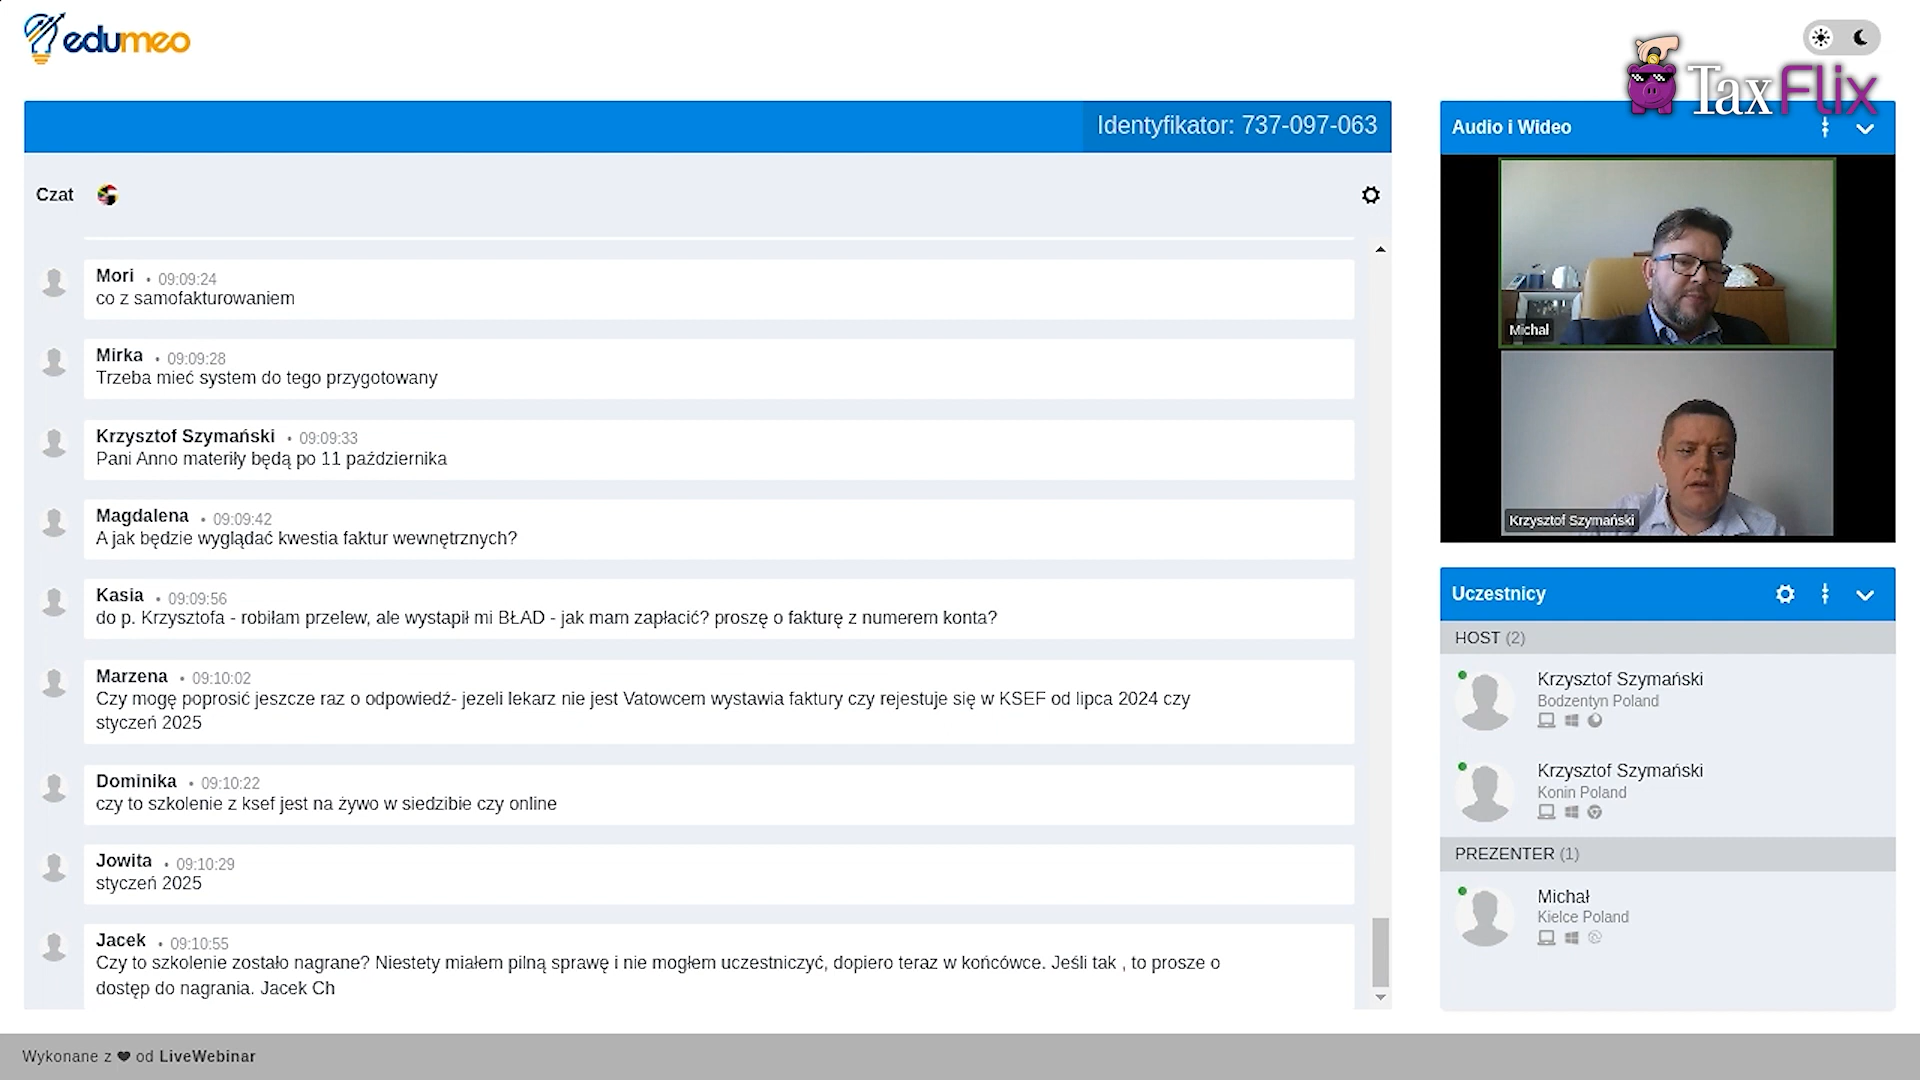 edumeo
TaxFlix
Identyfikator: 737-097-063
Czat
Mori • 09:09:24
co z samofakturowaniem
Mirka • 09:09:28
Trzeba mieć system do tego przygotowany
Krzysztof Szymański • 09:09:33
Pani Anno materiły będą po 11 października
Magdalena • 09:09:42
A jak będzie wyglądać kwestia faktur wewnętrznych?
Kasia • 09:09:56
do p. Krzysztofa - robiłam przelew, ale wystapił mi BŁAD - jak mam zapłacić? proszę o fakturę z numerem konta?
Marzena • 09:10:02
Czy mogę poprosić jeszcze raz o odpowiedź- jezeli lekarz nie jest Vatowcem wystawia faktury czy rejestuje się w KSEF od lipca 2024 czy
styczeń 2025
Dominika • 09:10:22
czy to szkolenie z ksef jest na żywo w siedzibie czy online
Jowita • 09:10:29
styczeń 2025
Jacek • 09:10:55
Czy to szkolenie zostało nagrane? Niestety miałem pilną sprawę i nie mogłem uczestniczyć, dopiero teraz w końcówce. Jeśli tak , to prosze o
dostęp do nagrania. Jacek Ch
Audio i Wideo
Michal
Krzysztof Szymański
Uczestnicy
HOST (2)
Krzysztof Szymański
Bodzentyn Poland
Krzysztof Szymański
Konin Poland
PREZENTER (1)
Michał
Kielce Poland
Wykonane z ❤ od LiveWebinar